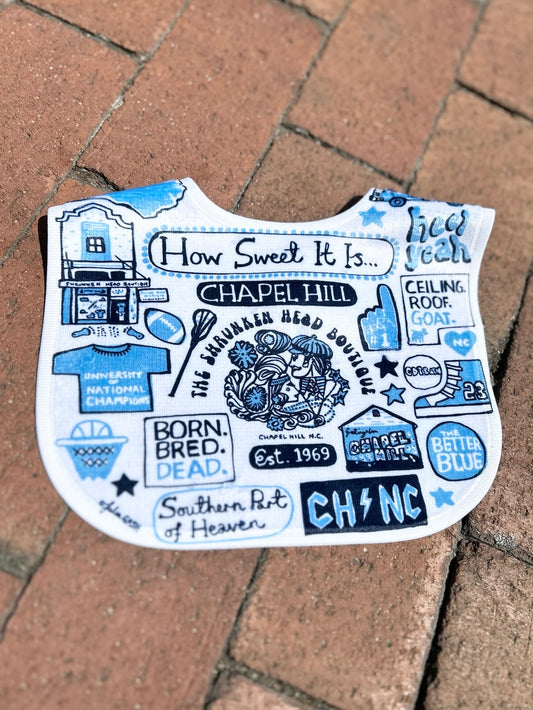 How Sweet It Is...
heel
yeah
CHAPEL HILL
SHRUNKEN HEAD BOUTIQUE
CEILING.
ROOF.
GOAT.
#1
THE SHRUNKEN HEAD BOUTIQUE
NC
UNIVERSITY
OF
NATIONAL
CHAMPIONS
23
CHAPEL HILL N.C.
Est. 1969
CHAPEL
HILL
BORN.
BRED.
DEAD.
THE
BETTER
BLUE
Southern Part
of Heaven
CH NC